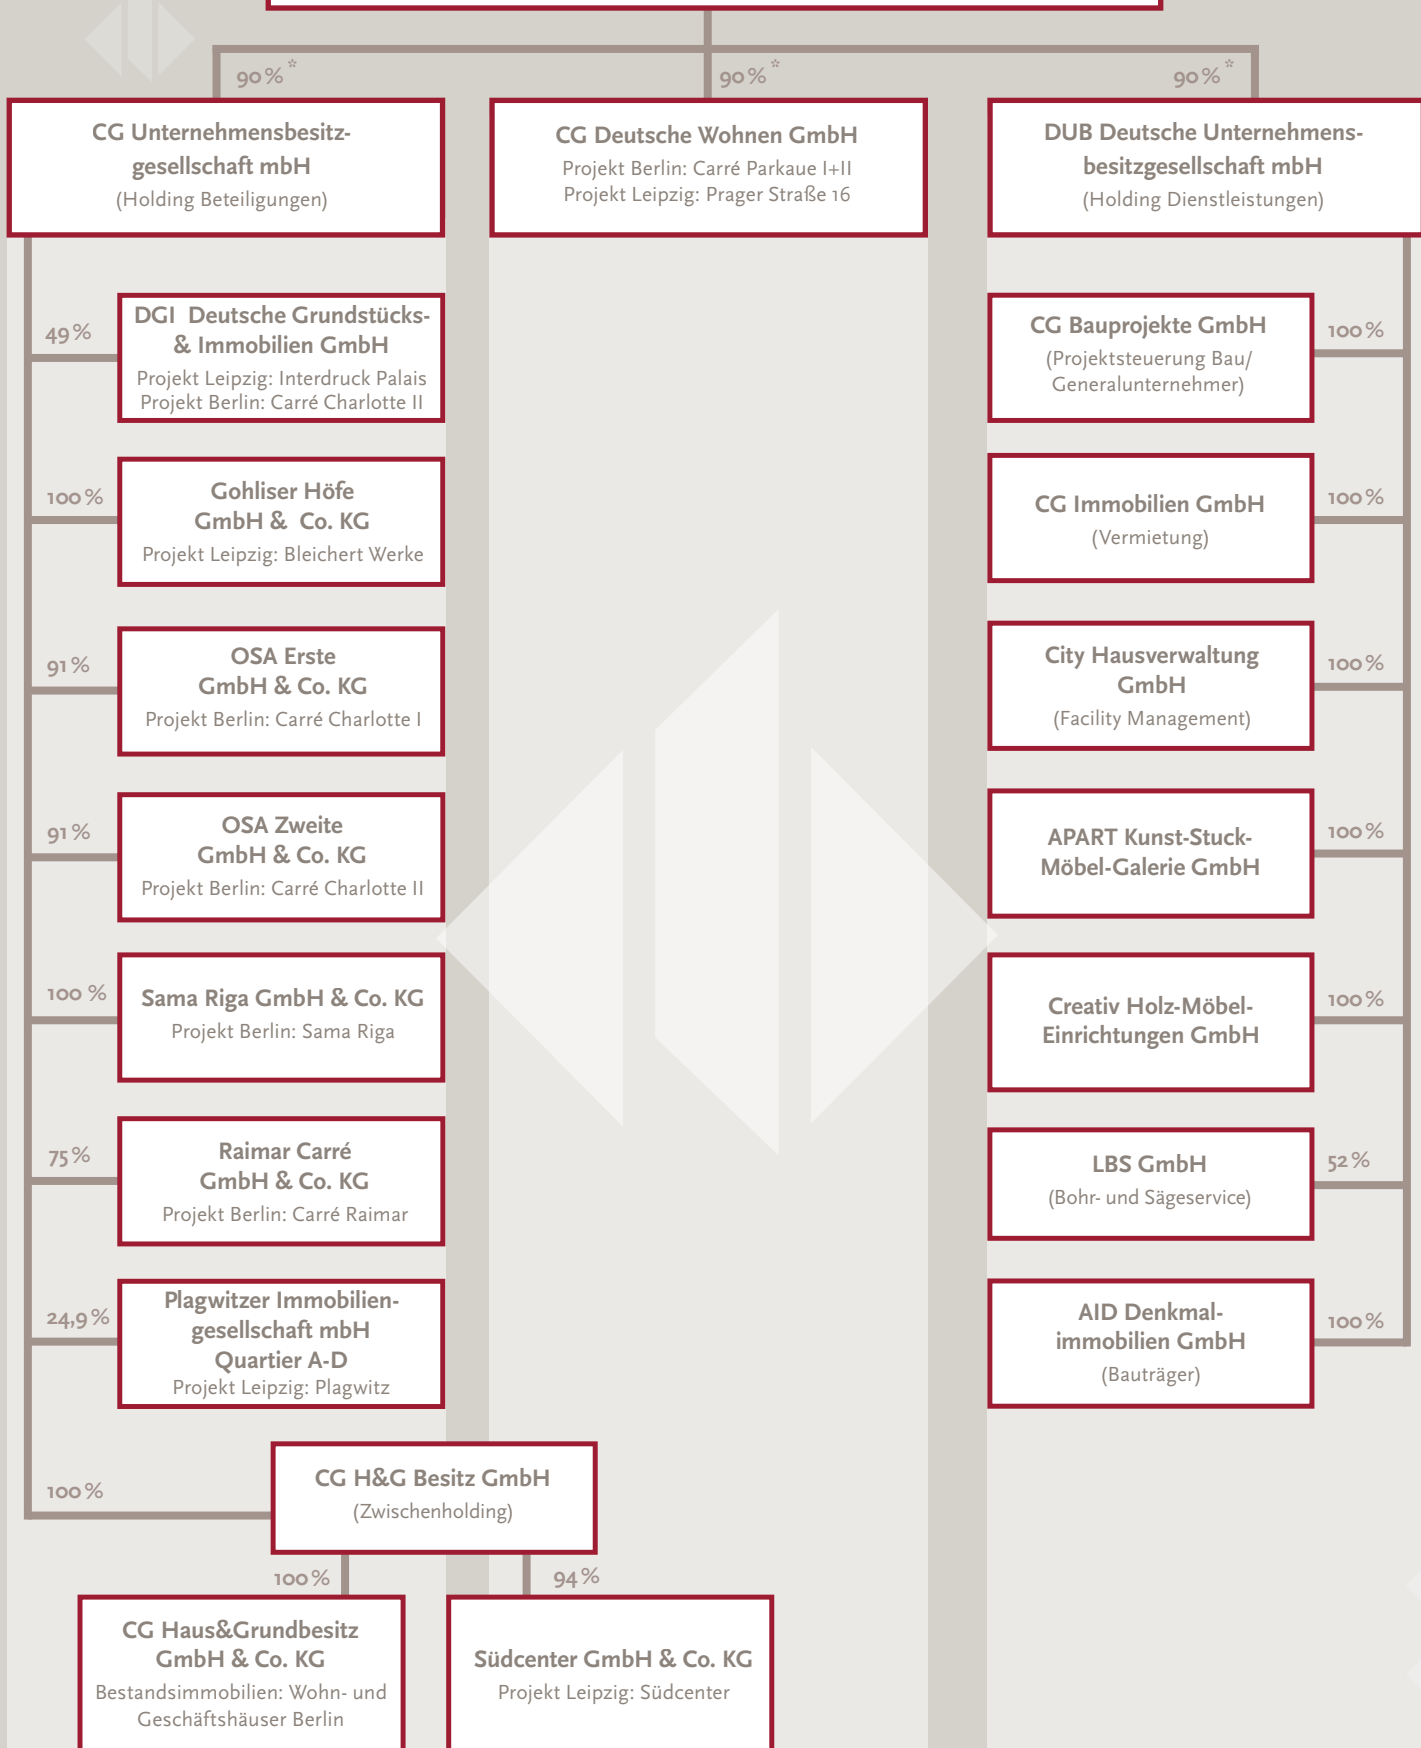 90 % *
90 % *
90 % *
CG Unternehmensbesitz-
gesellschaft mbH
(Holding Beteiligungen)
CG Deutsche Wohnen GmbH
Projekt Berlin: Carré Parkaue I+II
Projekt Leipzig: Prager Straße 16
DUB Deutsche Unternehmens-
besitzgesellschaft mbH
(Holding Dienstleistungen)
49 %
DGI Deutsche Grundstücks-
& Immobilien GmbH
Projekt Leipzig: Interdruck Palais
Projekt Berlin: Carré Charlotte II
100 %
Gohliser Höfe
GmbH & Co. KG
Projekt Leipzig: Bleichert Werke
91 %
OSA Erste
GmbH & Co. KG
Projekt Berlin: Carré Charlotte I
91 %
OSA Zweite
GmbH & Co. KG
Projekt Berlin: Carré Charlotte II
100 %
Sama Riga GmbH & Co. KG
Projekt Berlin: Sama Riga
75 %
Raimar Carré
GmbH & Co. KG
Projekt Berlin: Carré Raimar
24,9 %
Plagwitzer Immobilien-
gesellschaft mbH
Quartier A-D
Projekt Leipzig: Plagwitz
100 %
CG H&G Besitz GmbH
(Zwischenholding)
100 %
CG Haus&Grundbesitz
GmbH & Co. KG
Bestandsimmobilien: Wohn- und
Geschäftshäuser Berlin
94 %
Südcenter GmbH & Co. KG
Projekt Leipzig: Südcenter
CG Bauprojekte GmbH
(Projektsteuerung Bau/
Generalunternehmer)
100 %
CG Immobilien GmbH
(Vermietung)
100 %
City Hausverwaltung
GmbH
(Facility Management)
100 %
APART Kunst-Stuck-
Möbel-Galerie GmbH
100 %
Creativ Holz-Möbel-
Einrichtungen GmbH
100 %
LBS GmbH
(Bohr- und Sägeservice)
52 %
AID Denkmal-
immobilien GmbH
(Bauträger)
100 %